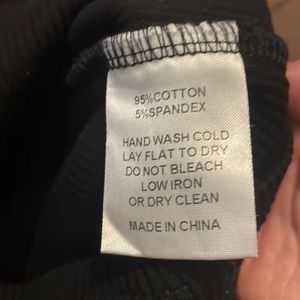 95%COTTON
5%SPANDEX
HAND WASH COLD
LAY FLAT TO DRY
DO NOT BLEACH
LOW IRON
OR DRY CLEAN
MADE IN CHINA